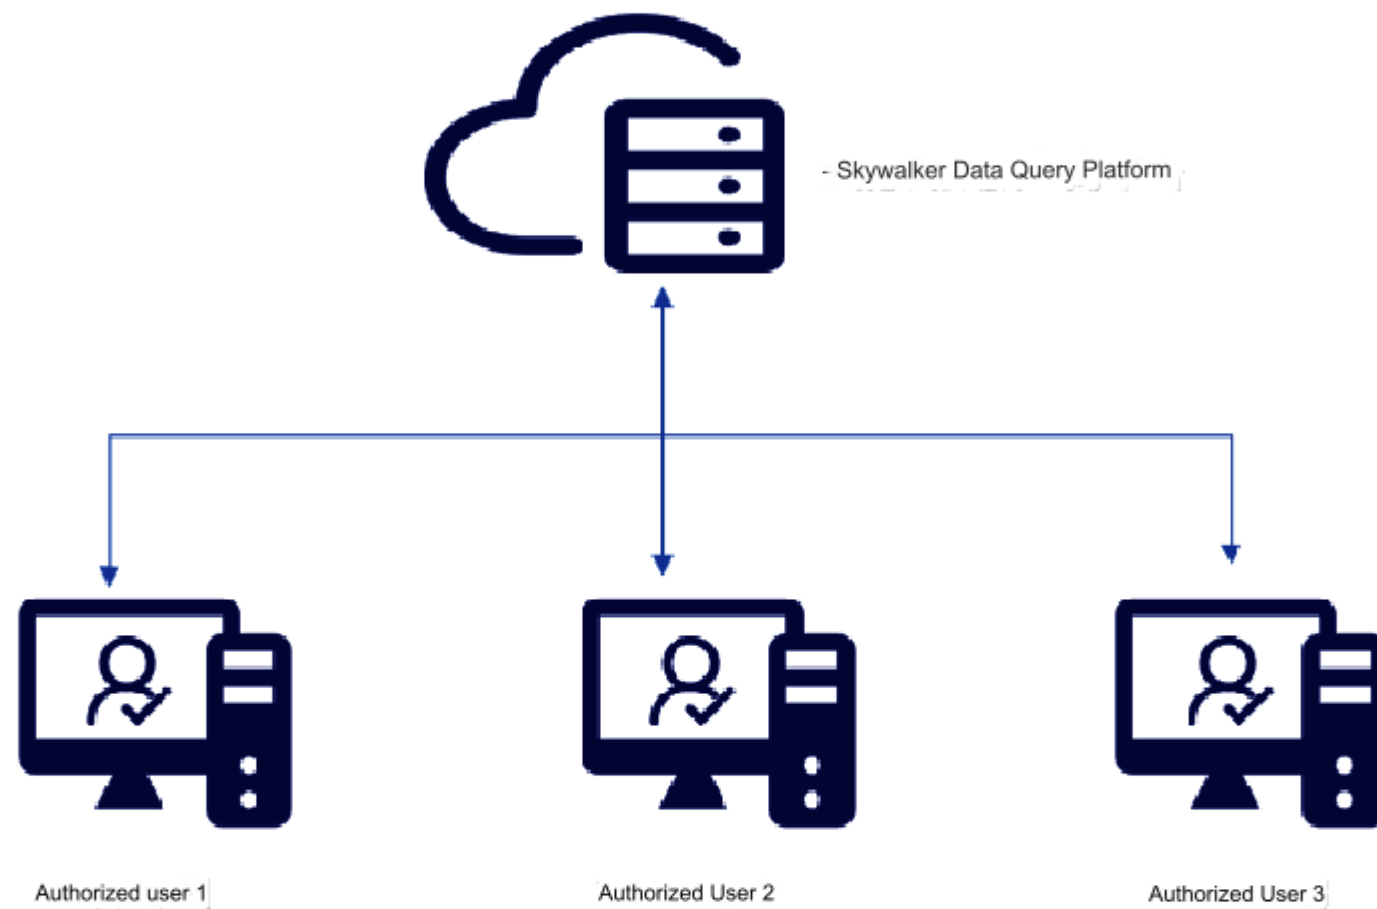 - Skywalker Data Query Platform
Authorized user 1
Authorized User 2
Authorized User 3